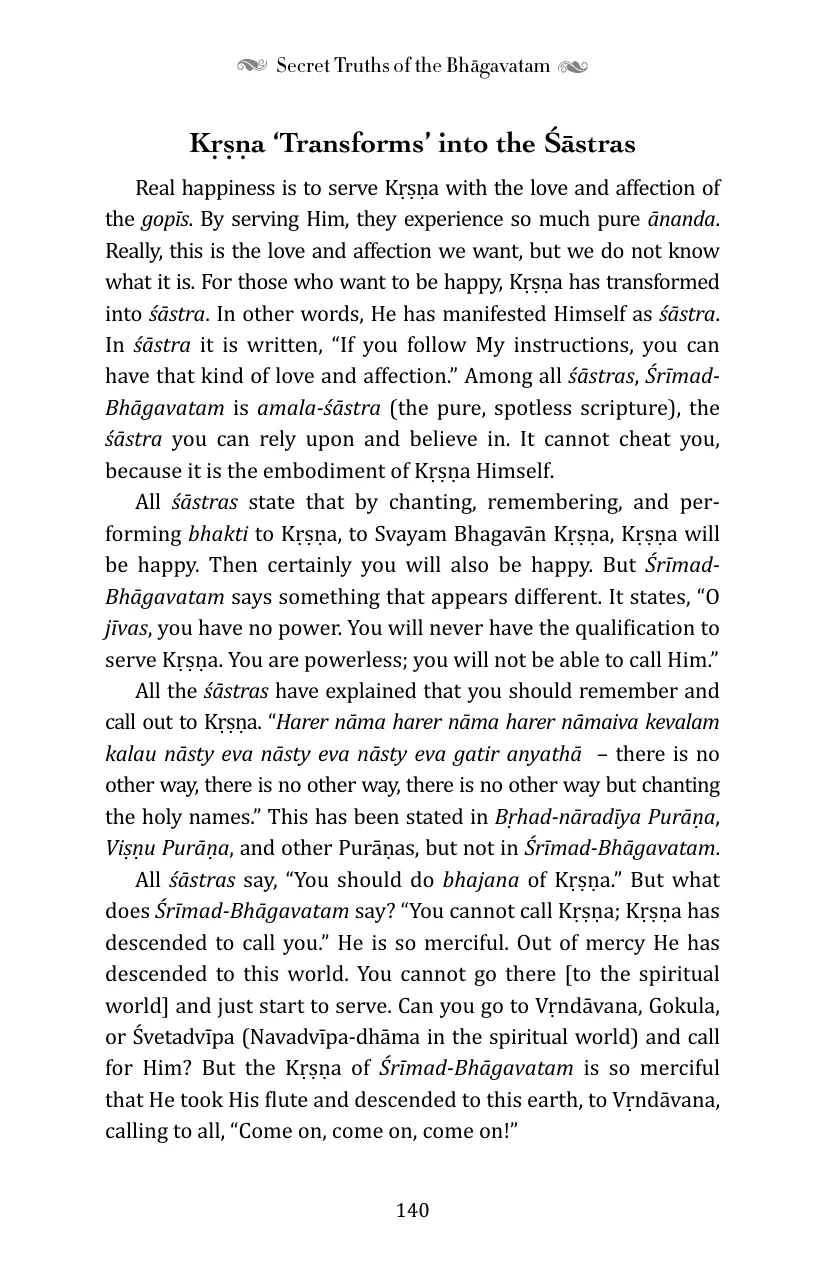 Secret Truths of the Bhāgavatam
Kṛṣṇa ‘Transforms’ into the Śāstras
Real happiness is to serve Kṛṣṇa with the love and affection of
the gopīs. By serving Him, they experience so much pure ānanda.
Really, this is the love and affection we want, but we do not know
what it is. For those who want to be happy, Kṛṣṇa has transformed
into śāstra. In other words, He has manifested Himself as śāstra.
In śāstra it is written, “If you follow My instructions, you can
have that kind of love and affection.” Among all śāstras, Śrīmad-
Bhāgavatam is amala-śāstra (the pure, spotless scripture), the
śāstra you can rely upon and believe in. It cannot cheat you,
because it is the embodiment of Kṛṣṇa Himself.
All śāstras state that by chanting, remembering, and per-
forming bhakti to Kṛṣṇa, to Svayam Bhagavān Kṛṣṇa, Kṛṣṇa will
be happy. Then certainly you will also be happy. But Śrīmad-
Bhāgavatam says something that appears different. It states, “O
jīvas, you have no power. You will never have the qualification to
serve Kṛṣṇa. You are powerless; you will not be able to call Him.”
All the śāstras have explained that you should remember and
call out to Kṛṣṇa. “Harer nāma harer nāma harer nāmaiva kevalam
kalau nāsty eva nāsty eva nāsty eva gatir anyathā – there is no
other way, there is no other way, there is no other way but chanting
the holy names.” This has been stated in Bṛhad-nāradīya Purāṇa,
Viṣṇu Purāṇa, and other Purāṇas, but not in Śrīmad-Bhāgavatam.
All śāstras say, “You should do bhajana of Kṛṣṇa.” But what
does Śrīmad-Bhāgavatam say? “You cannot call Kṛṣṇa; Kṛṣṇa has
descended to call you.” He is so merciful. Out of mercy He has
descended to this world. You cannot go there [to the spiritual
world] and just start to serve. Can you go to Vṛndāvana, Gokula,
or Śvetadvīpa (Navadvīpa-dhāma in the spiritual world) and call
for Him? But the Kṛṣṇa of Śrīmad-Bhāgavatam is so merciful
that He took His flute and descended to this earth, to Vṛndāvana,
calling to all, “Come on, come on, come on!”
140